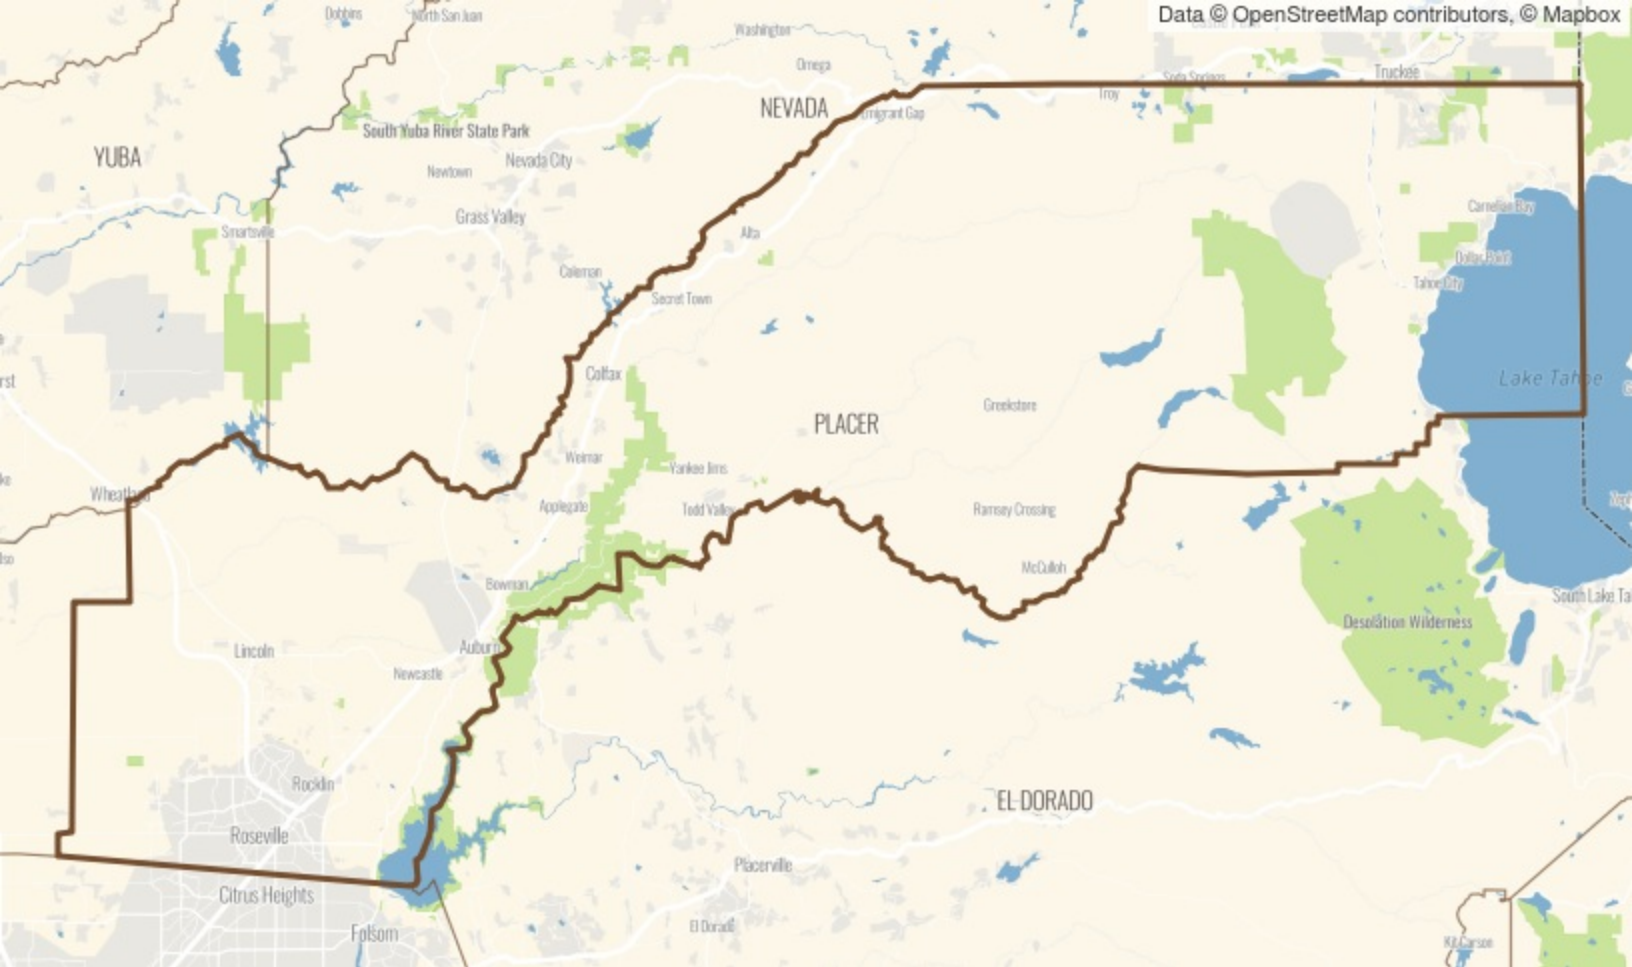 Data © OpenStreetMap contributors, © Mapbox
Dobbins
North San Juan
Washington
Omega
Soda Springs
Truckee
Troy
NEVADA
Emigrant Gap
South Yuba River State Park
YUBA
Nevada City
Newtown
Grass Valley
Carnelian Bay
Smartsville
Alta
Dollar Point
Coleman
Tahoe City
Secret Town
Colfax
Lake Tahoe
Greekstore
PLACER
Weimar
Yankee Jims
Wheatland
Applegate
Todd Valley
Ramsey Crossing
McCulloh
Bowman
South Lake Ta
Desolation Wilderness
Auburn
Lincoln
Newcastle
Rocklin
EL DORADO
Roseville
Placerville
Citrus Heights
El Dorado
Folsom
Kit Carson